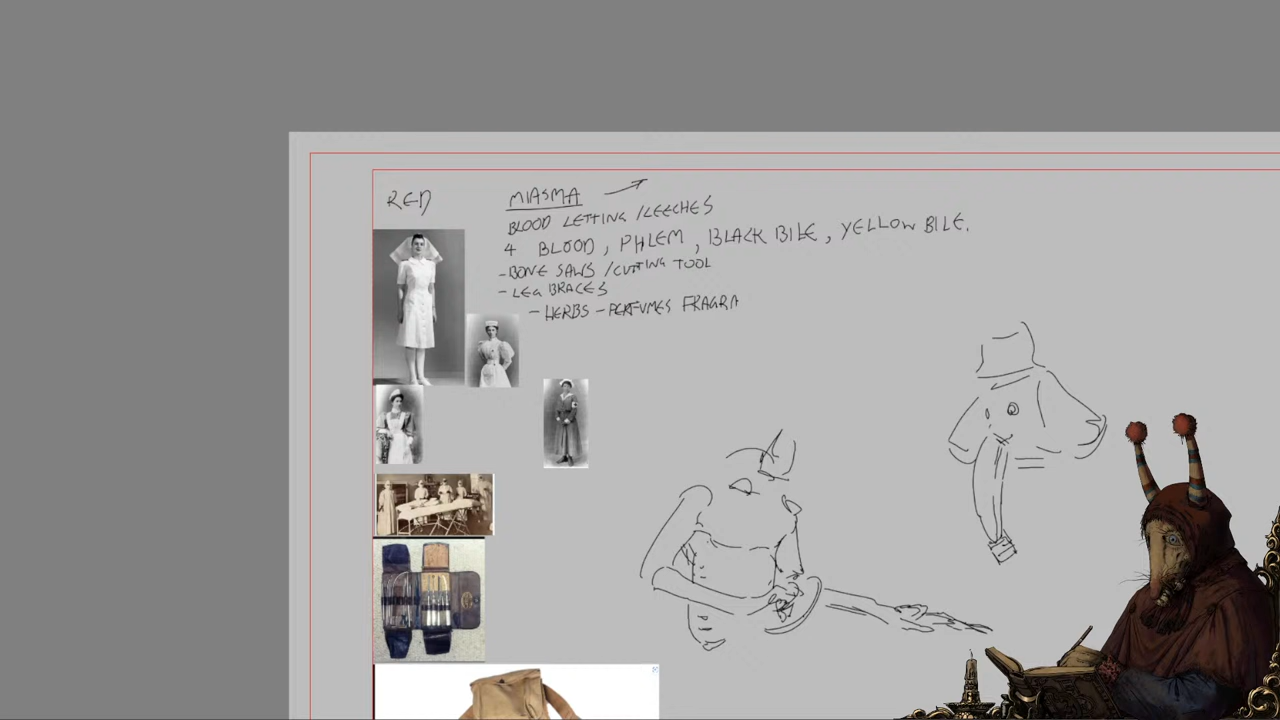 RED
MIASMA
BLOOD LETTING / LEECHES
4 BLOOD, PHLEM, BLACK BILE, YELLOW BILE.
- BONE SAWS / CUTTING TOOL
- LEG BRACES
- HERBS - PERFUMES FRAGRA